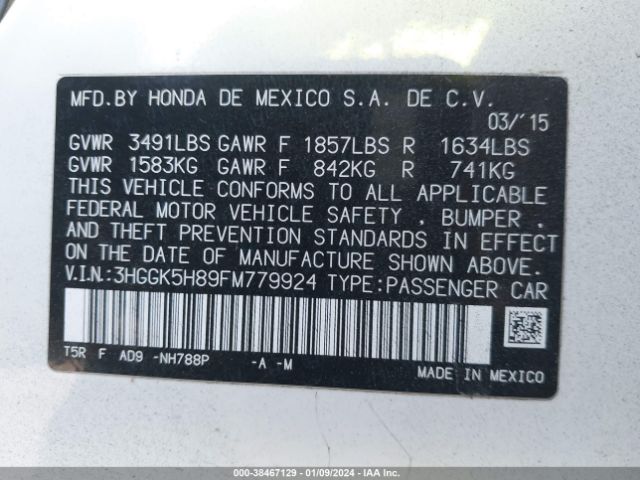 MFD.BY HONDA DE MEXICO S.A. DE C.V.
03/'15
GVWR 3491LBS GAWR F 1857LBS R 1634LBS
GVWR 1583KG GAWR F 842KG R 741KG
THIS VEHICLE CONFORMS TO ALL APPLICABLE
FEDERAL MOTOR VEHICLE SAFETY , BUMPER ,
AND THEFT PREVENTION STANDARDS IN EFFECT
ON THE DATE OF MANUFACTURE SHOWN ABOVE.
V.I.N.:3HGGK5H89FM779924 TYPE:PASSENGER CAR
T5R F AD9 -NH788P -A -M
MADE IN MEXICO
000-38467129 - 01/09/2024 - IAA Inc.